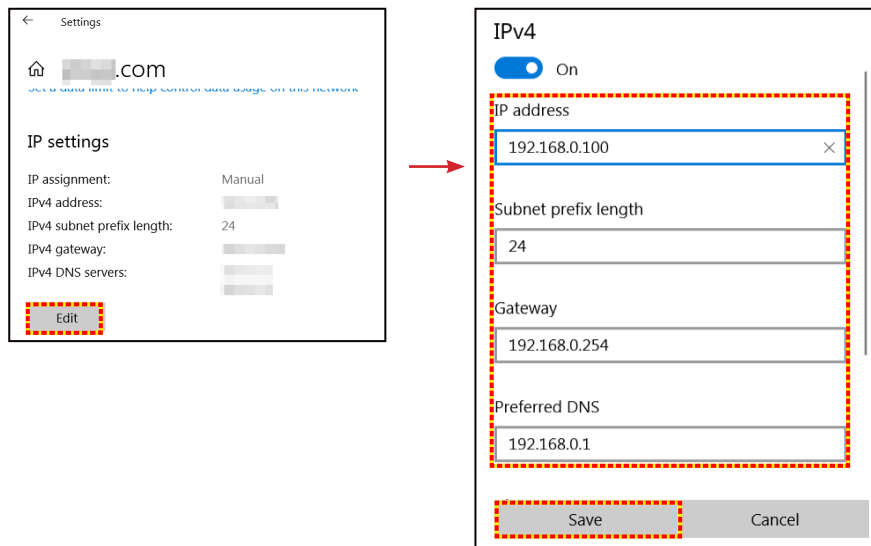 Settings
.com
Set a data limit to help control data usage on this network
IP settings
IP assignment: Manual
IPv4 address:
IPv4 subnet prefix length: 24
IPv4 gateway:
IPv4 DNS servers:
Edit
IPv4
On
IP address
192.168.0.100
Subnet prefix length
24
Gateway
192.168.0.254
Preferred DNS
192.168.0.1
Save Cancel